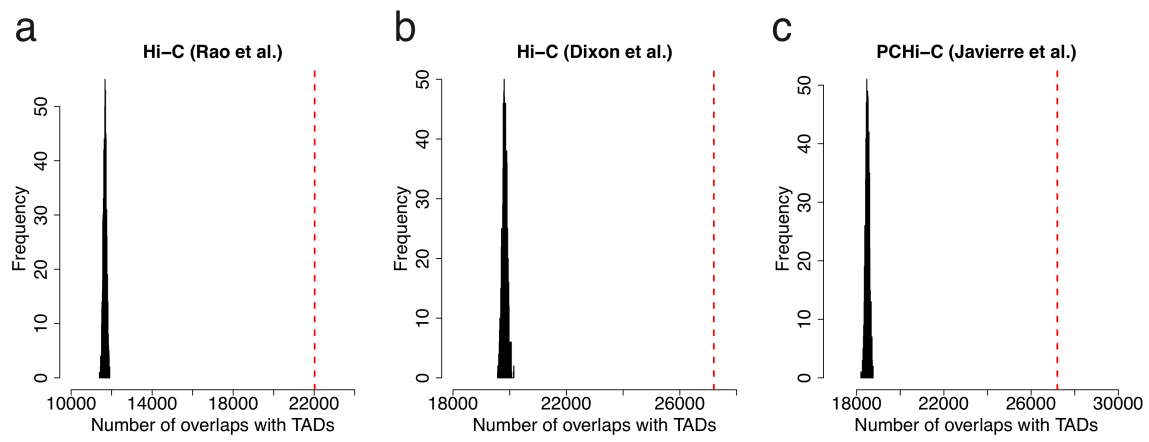 a
Hi−C (Rao et al.)
Frequency
0
10
20
30
40
50
10000
14000
18000
22000
Number of overlaps with TADs
b
Hi−C (Dixon et al.)
Frequency
0
10
20
30
40
50
18000
22000
26000
Number of overlaps with TADs
c
PCHi−C (Javierre et al.)
Frequency
0
10
20
30
40
50
18000
22000
26000
30000
Number of overlaps with TADs